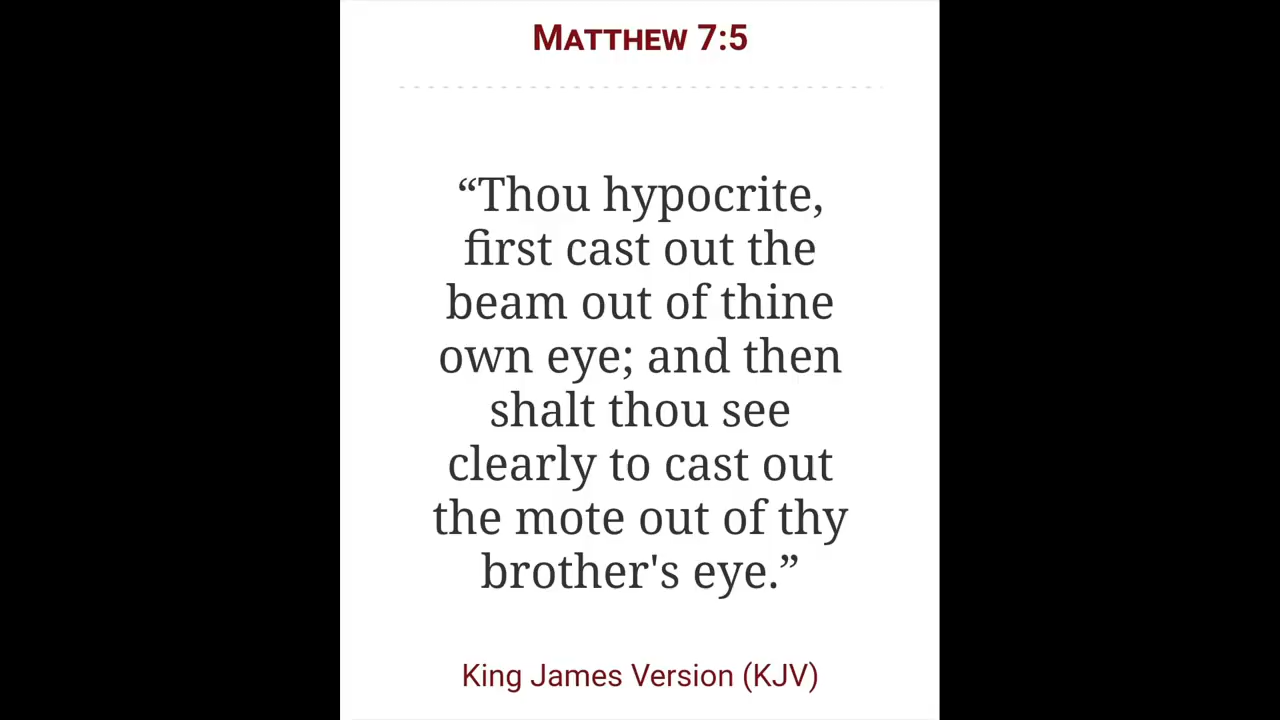 MATTHEW 7:5
“Thou hypocrite,
first cast out the
beam out of thine
own eye; and then
shalt thou see
clearly to cast out
the mote out of thy
brother's eye.”
King James Version (KJV)